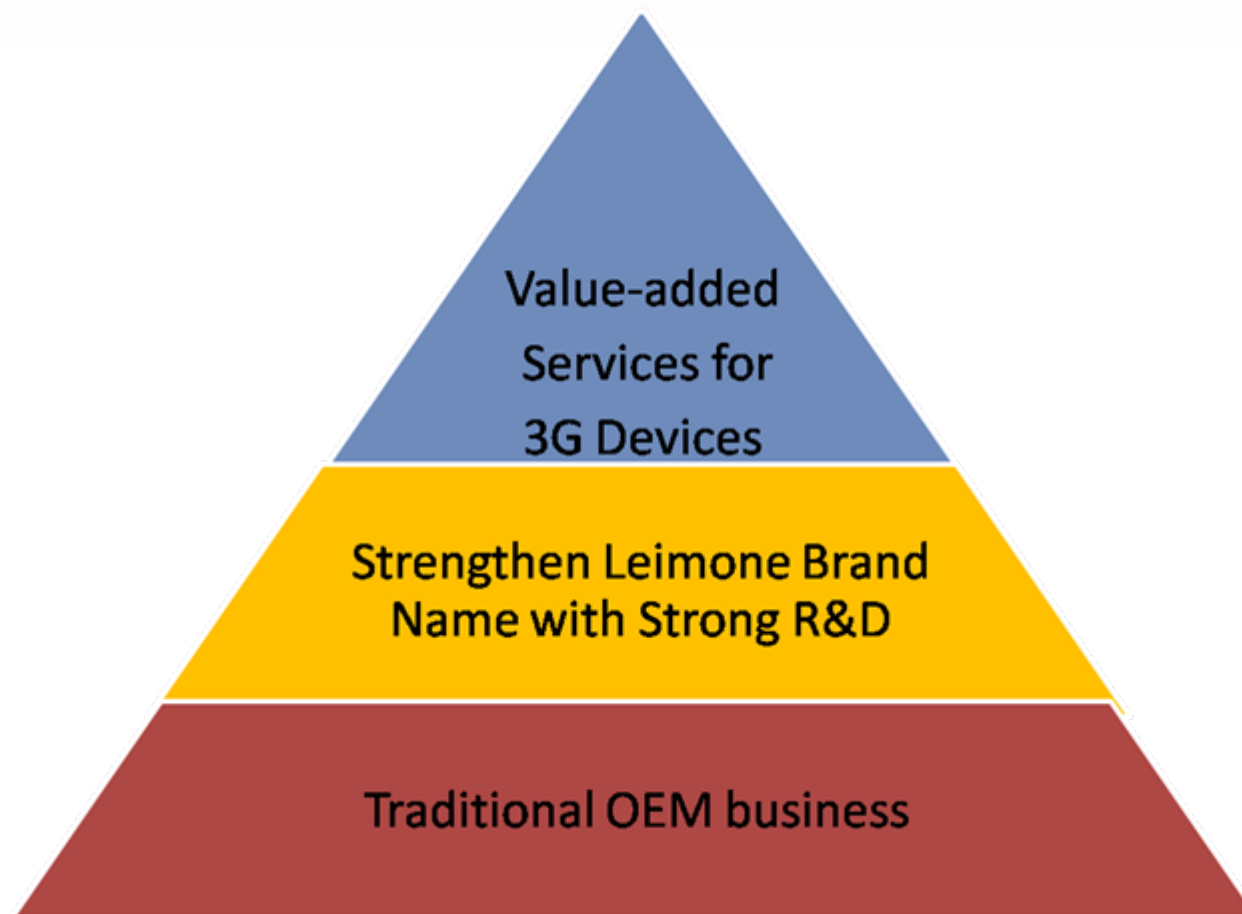 Value-added
Services for
3G Devices
Strengthen Leimone Brand
Name with Strong R&D
Traditional OEM business